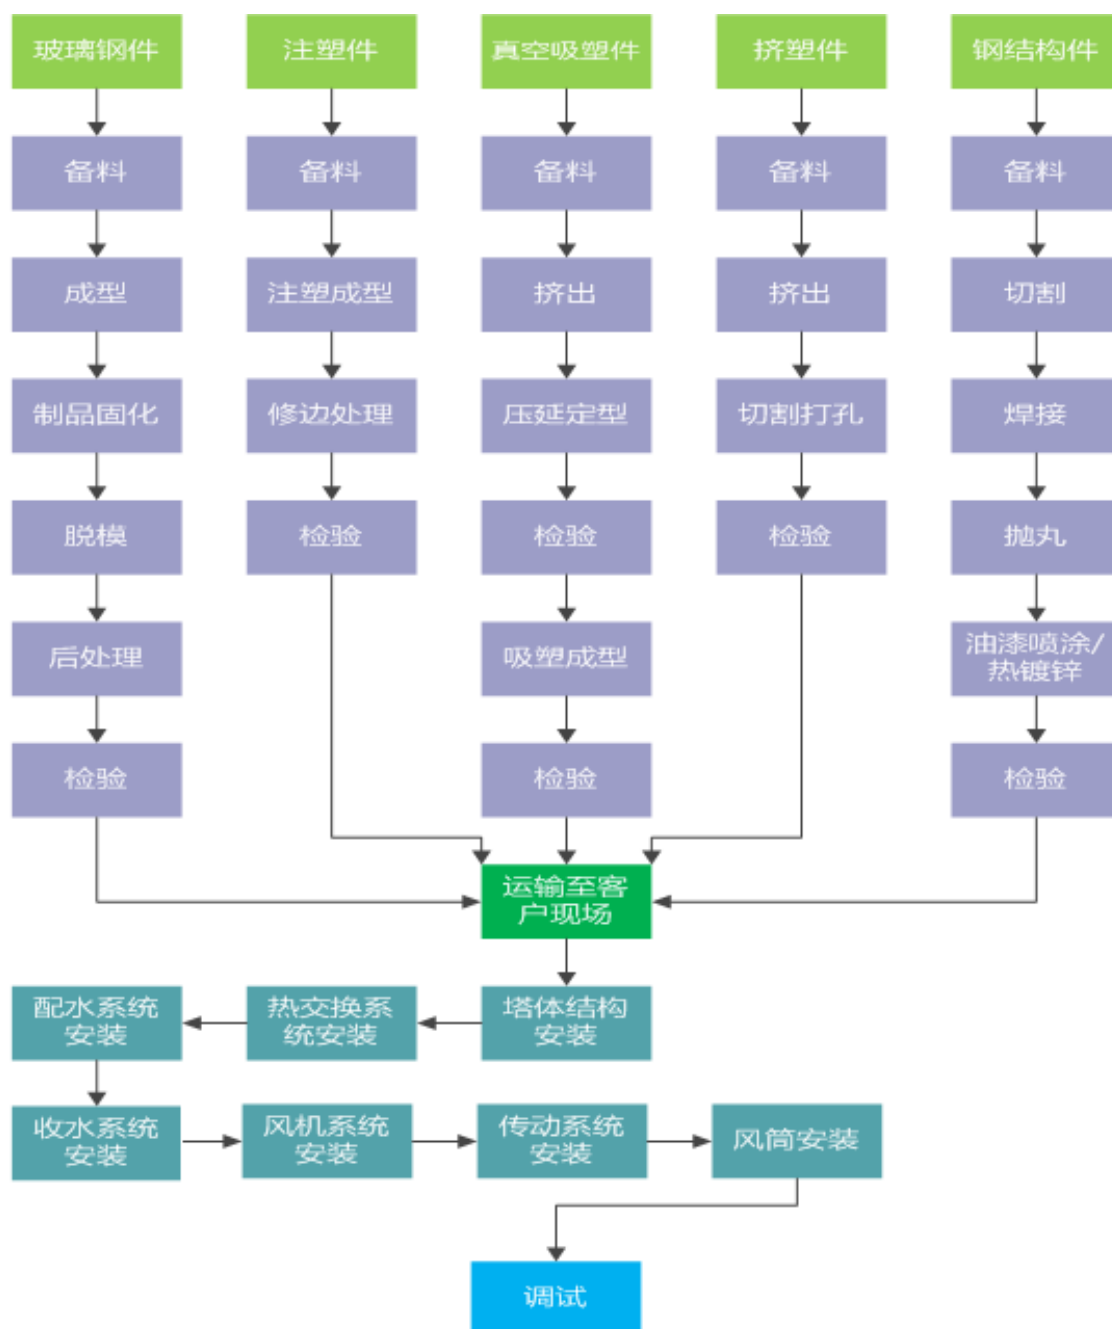 玻璃钢件
注塑件
真空吸塑件
挤塑件
钢结构件
备料
备料
备料
备料
备料
成型
注塑成型
挤出
挤出
切割
制品固化
修边处理
压延定型
切割打孔
焊接
脱模
检验
检验
检验
抛丸
后处理
吸塑成型
油漆喷涂/
热镀锌
检验
检验
检验
运输至客
户现场
配水系统
安装
热交换系
统安装
塔体结构
安装
收水系统
安装
风机系统
安装
传动系统
安装
风筒安装
调试